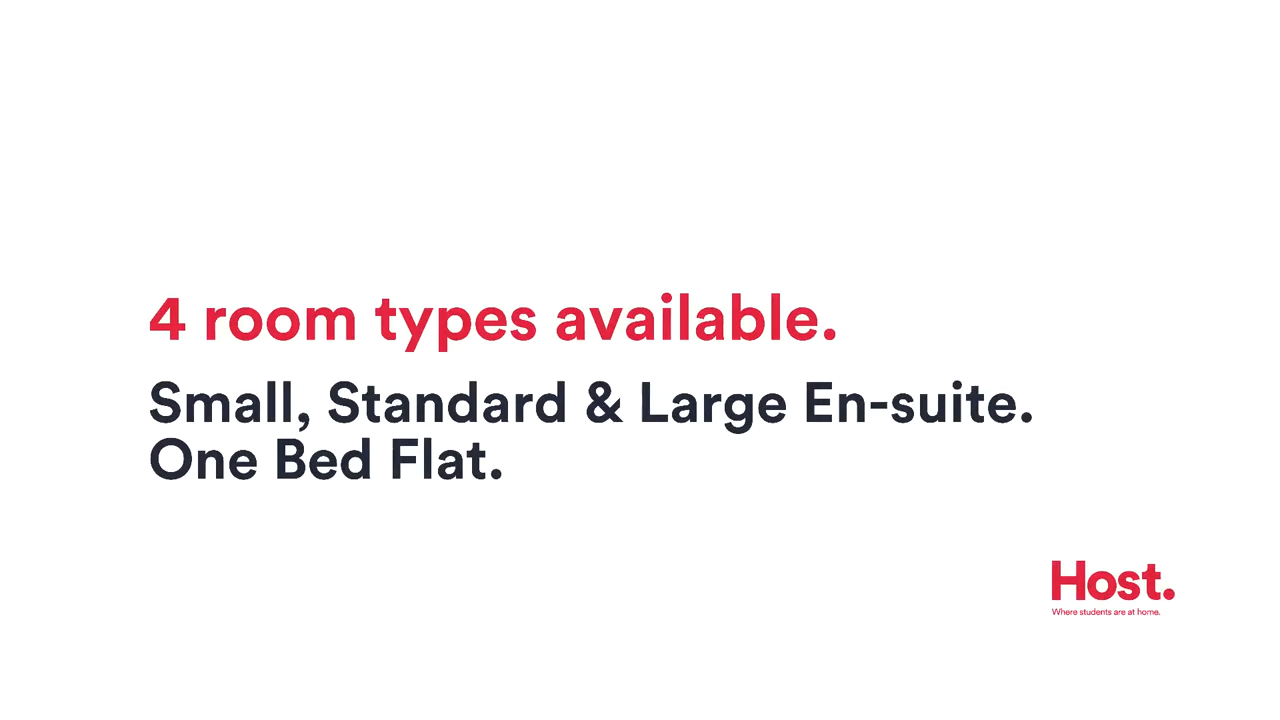 4 room types available.
Small, Standard & Large En-suite.
One Bed Flat.
Host.
Where students are at home.